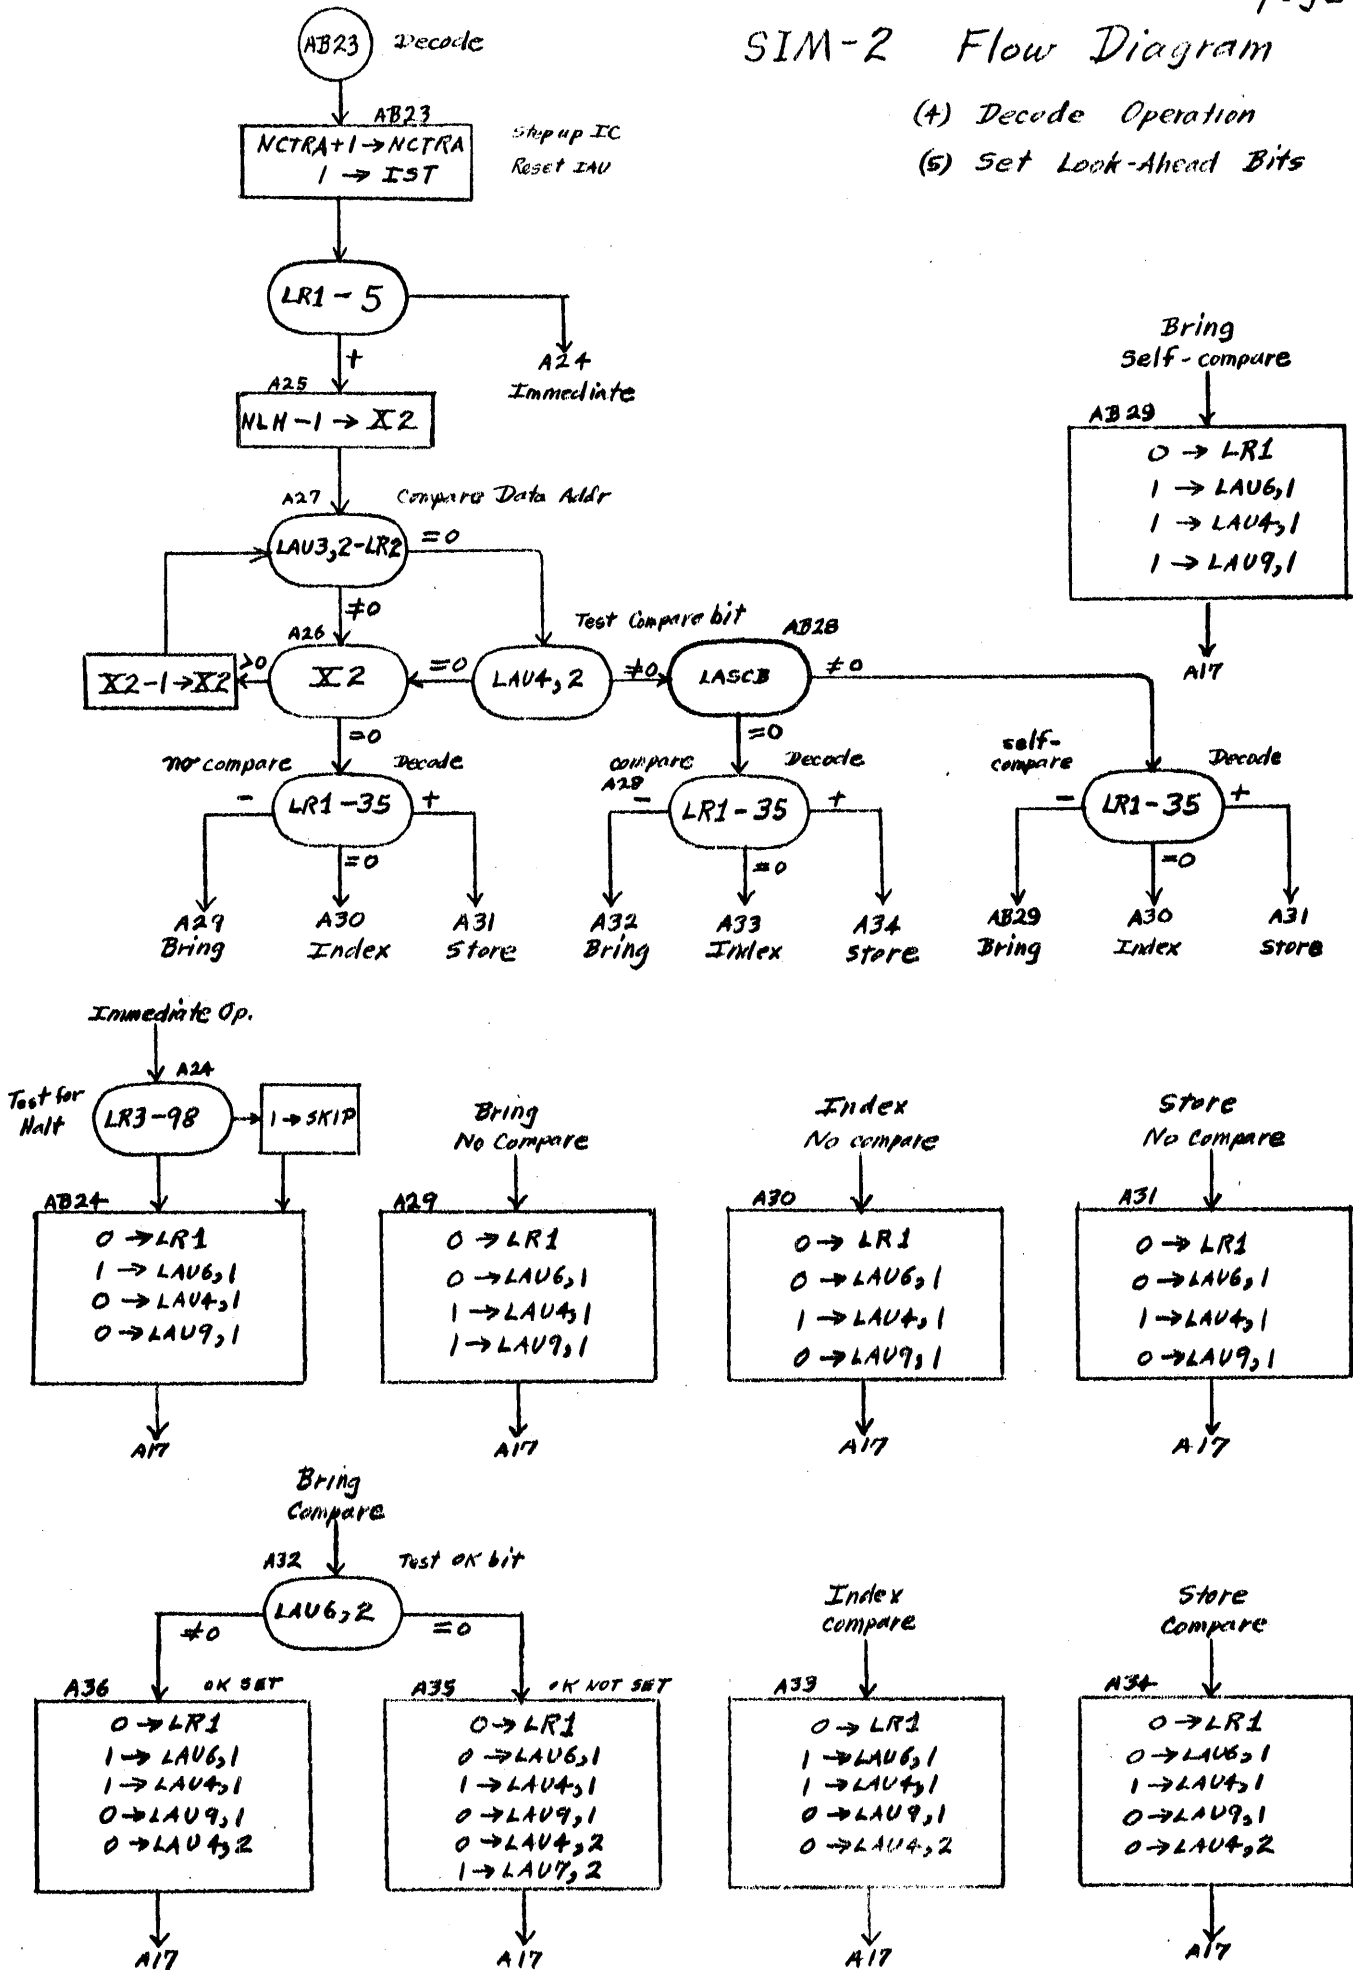 SIM-2 Flow Diagram
(4) Decode Operation
(5) Set Look-Ahead Bits
AB23 Decode
AB23
NCTRA+1→NCTRA
1 → IST
Step up IC
Reset IAU
LR1-5
+
A24
Immediate
A25
NLH-1 → X2
A27
Compare Data Addr
LAU3,2-LR2
=0
≠0
Test Compare bit
A26
X2-1→X2
>0
X2
=0
LAU4,2
≠0
AB28
LASCB
≠0
=0
=0
no compare
Decode
-
LR1-35
+
=0
compare
A28
Decode
-
LR1-35
+
=0
self-
compare
Decode
-
LR1-35
+
=0
A29
Bring
A30
Index
A31
Store
A32
Bring
A33
Index
A34
Store
AB29
Bring
A30
Index
A31
Store
Bring
Self-compare
AB29
0 → LR1
1 → LAU6,1
1 → LAU4,1
1 → LAU9,1
A17
Immediate Op.
A24
Test for
Halt
LR3-98
1→SKIP
AB24
0 → LR1
1 → LAU6,1
0 → LAU4,1
0 → LAU9,1
A17
Bring
No Compare
A29
0 → LR1
0 → LAU6,1
1 → LAU4,1
1 → LAU9,1
A17
Index
No compare
A30
0 → LR1
0 → LAU6,1
1 → LAU4,1
0 → LAU9,1
A17
Store
No Compare
A31
0 → LR1
0 → LAU6,1
1 → LAU4,1
0 → LAU9,1
A17
Bring
Compare
A32
Test OK bit
LAU6,2
≠0
=0
A36
OK SET
0 → LR1
1 → LAU6,1
1 → LAU4,1
0 → LAU9,1
0 → LAU4,2
A17
A35
OK NOT SET
0 → LR1
0 → LAU6,1
1 → LAU4,1
0 → LAU9,1
0 → LAU4,2
1 → LAU7,2
A17
Index
Compare
A33
0 → LR1
1 → LAU6,1
1 → LAU4,1
0 → LAU9,1
0 → LAU4,2
A17
Store
Compare
A34
0 → LR1
0 → LAU6,1
1 → LAU4,1
0 → LAU9,1
0 → LAU4,2
A17